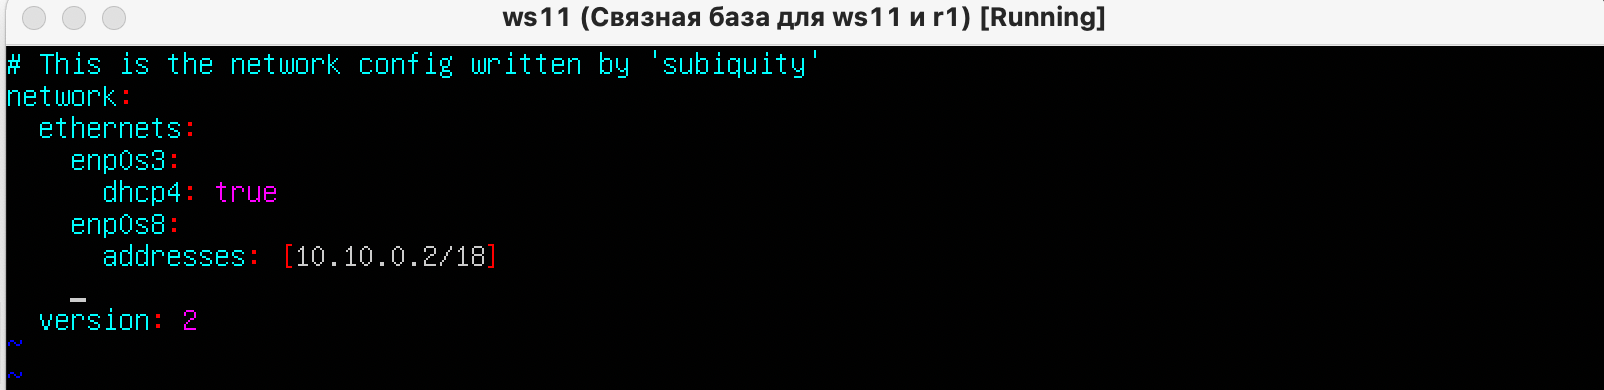 ws11 (Связная база для ws11 и r1) [Running]
# This is the network config written by 'subiquity'
network:
  ethernets:
    enp0s3:
      dhcp4: true
    enp0s8:
      addresses: [10.10.0.2/18]
  version: 2
~
~